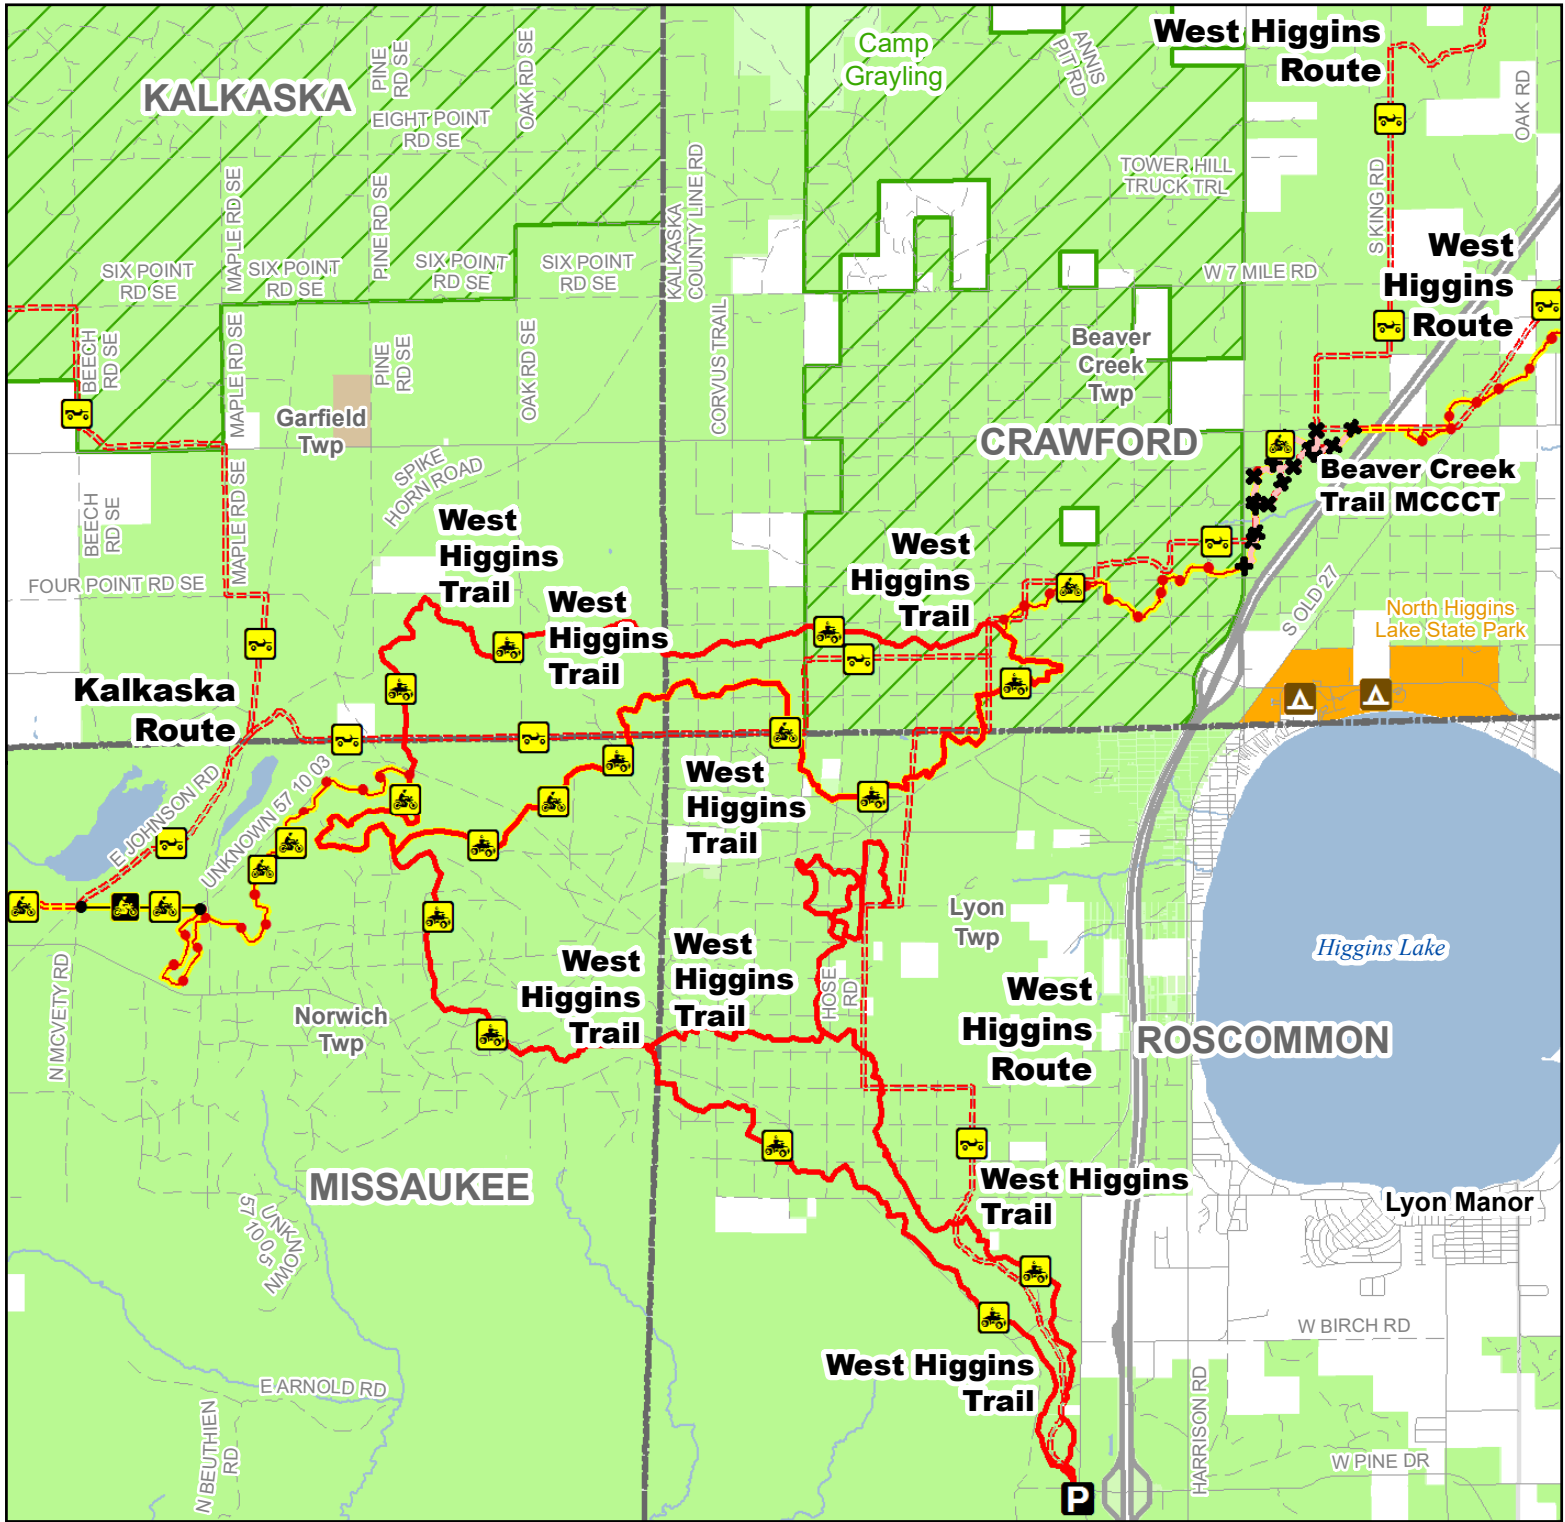 West Higgins
Route
Camp
Grayling
ANNIS
PIT RD
KALKASKA
PINE
RD SE
OAK RD SE
OAK RD
EIGHT POINT
RD SE
TOWER HILL
TRUCK TRL
MAPLE RD SE
PINE RD SE
KALKASKA
COUNTY LINE RD
S KING RD
West
Higgins
Route
SIX POINT
RD SE
SIX POINT
RD SE
SIX POINT
RD SE
SIX POINT
RD SE
W 7 MILE RD
BEECH
RD SE
MAPLE RD SE
PINE
RD SE
OAK RD SE
CORVUS TRAIL
Beaver
Creek
Twp
Garfield
Twp
CRAWFORD
SPIKE
HORN ROAD
Beaver Creek
Trail MCCCT
BEECH
RD SE
MAPLE RD SE
West
Higgins
Trail
West
Higgins
Trail
FOUR POINT RD SE
West
Higgins
Trail
S OLD 27
North Higgins
Lake State Park
Kalkaska
Route
E JOHNSON RD
UNKNOWN 57 10 03
West
Higgins
Trail
Lyon
Twp
Higgins Lake
N MCVETY RD
West
Higgins
Trail
West
Higgins
Trail
HOSE
RD
West
Higgins
Route
Norwich
Twp
ROSCOMMON
MISSAUKEE
West Higgins
Trail
Lyon Manor
UNKNOWN
57 10 0.5
W BIRCH RD
West Higgins
Trail
E ARNOLD RD
N BEUTHIEN
RD
HARRISON RD
W PINE DR
P